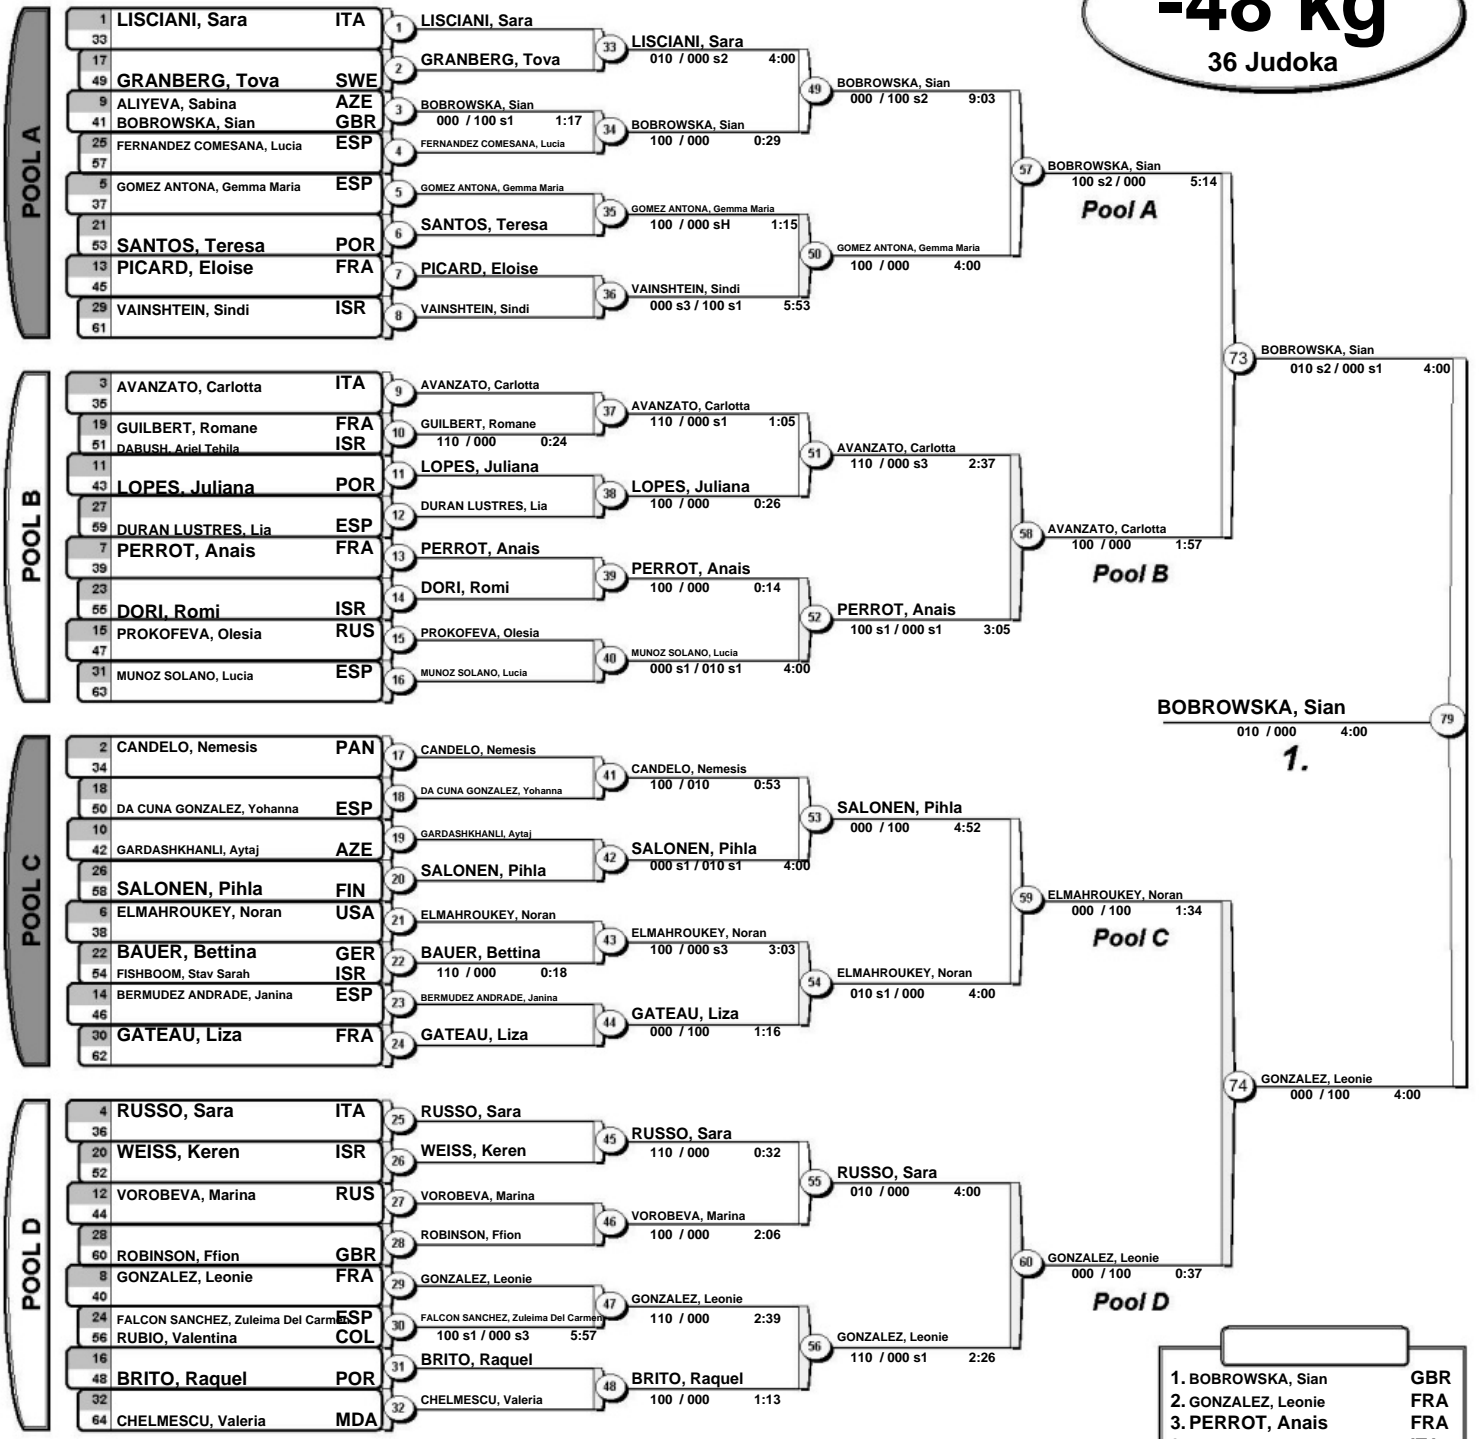 -48 kg
36 Judoka
POOL A
1 LISCIANI, Sara ITA
33
17
49 GRANBERG, Tova SWE
9 ALIYEVA, Sabina AZE
41 BOBROWSKA, Sian GBR
25 FERNANDEZ COMESANA, Lucia ESP
57
5 GOMEZ ANTONA, Gemma Maria ESP
37
21
53 SANTOS, Teresa POR
13 PICARD, Eloise FRA
45
29 VAINSHTEIN, Sindi ISR
61
1 LISCIANI, Sara
2 GRANBERG, Tova
3 BOBROWSKA, Sian
000 / 100 s1 1:17
4 FERNANDEZ COMESANA, Lucia
5 GOMEZ ANTONA, Gemma Maria
6 SANTOS, Teresa
7 PICARD, Eloise
8 VAINSHTEIN, Sindi
33 LISCIANI, Sara
010 / 000 s2 4:00
34 BOBROWSKA, Sian
100 / 000 0:29
35 GOMEZ ANTONA, Gemma Maria
100 / 000 sH 1:15
36 VAINSHTEIN, Sindi
000 s3 / 100 s1 5:53
49 BOBROWSKA, Sian
000 / 100 s2 9:03
50 GOMEZ ANTONA, Gemma Maria
100 / 000 4:00
57 BOBROWSKA, Sian
100 s2 / 000 5:14
Pool A
POOL B
3 AVANZATO, Carlotta ITA
35
19 GUILBERT, Romane FRA
51 DABUSH, Ariel Tehila ISR
11
43 LOPES, Juliana POR
27
59 DURAN LUSTRES, Lia ESP
7 PERROT, Anais FRA
39
23
55 DORI, Romi ISR
15 PROKOFEVA, Olesia RUS
47
31 MUNOZ SOLANO, Lucia ESP
63
9 AVANZATO, Carlotta
10 GUILBERT, Romane
110 / 000 0:24
11 LOPES, Juliana
12 DURAN LUSTRES, Lia
13 PERROT, Anais
14 DORI, Romi
15 PROKOFEVA, Olesia
16 MUNOZ SOLANO, Lucia
37 AVANZATO, Carlotta
110 / 000 s1 1:05
38 LOPES, Juliana
100 / 000 0:26
39 PERROT, Anais
100 / 000 0:14
40 MUNOZ SOLANO, Lucia
000 s1 / 010 s1 4:00
51 AVANZATO, Carlotta
110 / 000 s3 2:37
52 PERROT, Anais
100 s1 / 000 s1 3:05
58 AVANZATO, Carlotta
100 / 000 1:57
Pool B
73 BOBROWSKA, Sian
010 s2 / 000 s1 4:00
BOBROWSKA, Sian 79
010 / 000 4:00
1.
POOL C
2 CANDELO, Nemesis PAN
34
18
50 DA CUNA GONZALEZ, Yohanna ESP
10
42 GARDASHKHANLI, Aytaj AZE
26
58 SALONEN, Pihla FIN
6 ELMAHROUKEY, Noran USA
38
22 BAUER, Bettina GER
54 FISHBOOM, Stav Sarah ISR
14 BERMUDEZ ANDRADE, Janina ESP
46
30 GATEAU, Liza FRA
62
17 CANDELO, Nemesis
18 DA CUNA GONZALEZ, Yohanna
19 GARDASHKHANLI, Aytaj
20 SALONEN, Pihla
21 ELMAHROUKEY, Noran
22 BAUER, Bettina
110 / 000 0:18
23 BERMUDEZ ANDRADE, Janina
24 GATEAU, Liza
41 CANDELO, Nemesis
100 / 010 0:53
42 SALONEN, Pihla
000 s1 / 010 s1 4:00
43 ELMAHROUKEY, Noran
100 / 000 s3 3:03
44 GATEAU, Liza
000 / 100 1:16
53 SALONEN, Pihla
000 / 100 4:52
54 ELMAHROUKEY, Noran
010 s1 / 000 4:00
59 ELMAHROUKEY, Noran
000 / 100 1:34
Pool C
74 GONZALEZ, Leonie
000 / 100 4:00
POOL D
4 RUSSO, Sara ITA
36
20 WEISS, Keren ISR
52
12 VOROBEVA, Marina RUS
44
28
60 ROBINSON, Ffion GBR
8 GONZALEZ, Leonie FRA
40
24 FALCON SANCHEZ, Zuleima Del Carmen ESP
56 RUBIO, Valentina COL
16
48 BRITO, Raquel POR
32
64 CHELMESCU, Valeria MDA
25 RUSSO, Sara
26 WEISS, Keren
27 VOROBEVA, Marina
28 ROBINSON, Ffion
29 GONZALEZ, Leonie
30 FALCON SANCHEZ, Zuleima Del Carmen
100 s1 / 000 s3 5:57
31 BRITO, Raquel
32 CHELMESCU, Valeria
45 RUSSO, Sara
110 / 000 0:32
46 VOROBEVA, Marina
100 / 000 2:06
47 GONZALEZ, Leonie
110 / 000 2:39
48 BRITO, Raquel
100 / 000 1:13
55 RUSSO, Sara
010 / 000 4:00
56 GONZALEZ, Leonie
110 / 000 s1 2:26
60 GONZALEZ, Leonie
000 / 100 0:37
Pool D
1. BOBROWSKA, Sian GBR
2. GONZALEZ, Leonie FRA
3. PERROT, Anais FRA